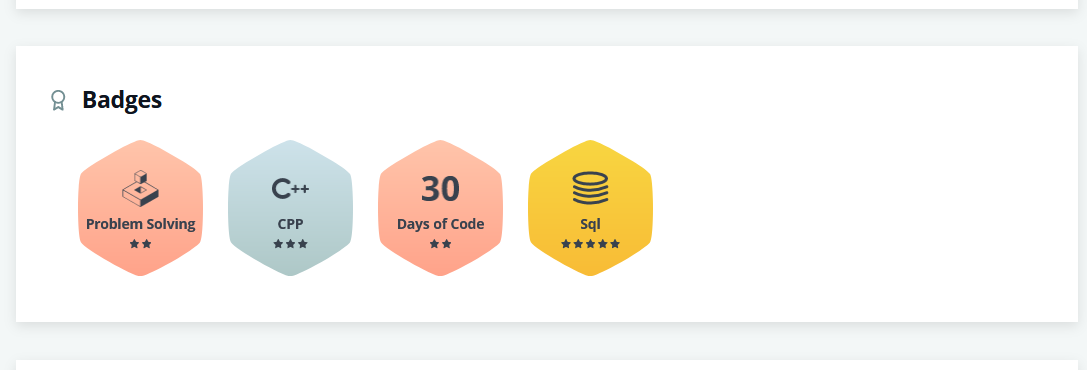 Badges
Problem Solving
C++
CPP
30
Days of Code
Sql